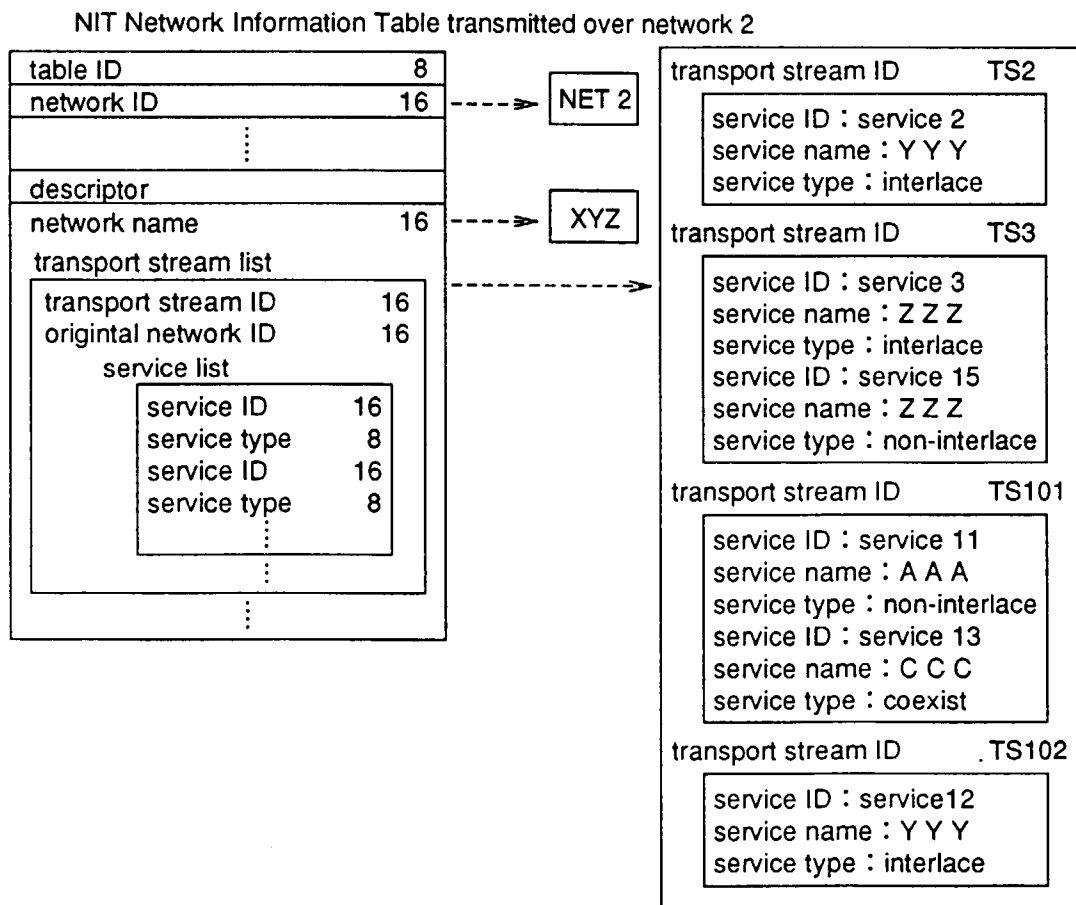 NIT Network Information Table transmitted over network 2
table ID 8
network ID 16
NET 2
descriptor
network name 16
XYZ
transport stream list
transport stream ID 16
origintal network ID 16
service list
service ID 16
service type 8
service ID 16
service type 8
transport stream ID TS2
service ID : service 2
service name : Y Y Y
service type : interlace
transport stream ID TS3
service ID : service 3
service name : Z Z Z
service type : interlace
service ID : service 15
service name : Z Z Z
service type : non-interlace
transport stream ID TS101
service ID : service 11
service name : A A A
service type : non-interlace
service ID : service 13
service name : C C C
service type : coexist
transport stream ID . TS102
service ID : service12
service name : Y Y Y
service type : interlace